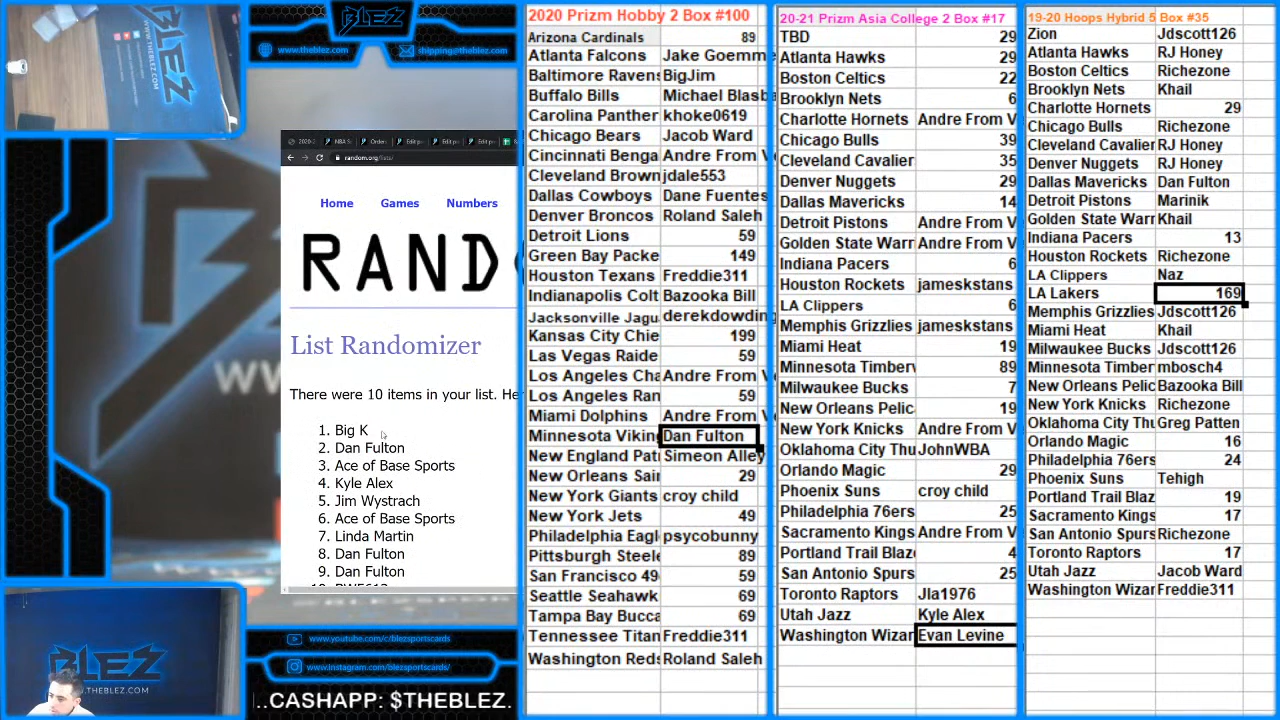 BLEZ
WWW.THEBLEZ.COM
BLEZ
www.theblez.com
shipping@theblez.com
random.org/lists/
Home Games Numbers
RANDO
List Randomizer
There were 10 items in your list. He
1. Big K
2. Dan Fulton
3. Ace of Base Sports
4. Kyle Alex
5. Jim Wystrach
6. Ace of Base Sports
7. Linda Martin
8. Dan Fulton
9. Dan Fulton
BLEZ
WWW.THEBLEZ.COM
www.youtube.com/c/blezsportscards
www.instagram.com/blezsportscards/
..CASHAPP: $THEBLEZ.
2020 Prizm Hobby 2 Box #100
Arizona Cardinals 89
Atlanta Falcons Jake Goemme
Baltimore Ravens BigJim
Buffalo Bills Michael Blasba
Carolina Panther khoke0619
Chicago Bears Jacob Ward
Cincinnati Benga Andre From V
Cleveland Brown jdale553
Dallas Cowboys Dane Fuentes
Denver Broncos Roland Saleh
Detroit Lions 59
Green Bay Packe 149
Houston Texans Freddie311
Indianapolis Colt Bazooka Bill
Jacksonville Jagu derekdowding
Kansas City Chie 199
Las Vegas Raide 59
Los Angeles Cha Andre From V
Los Angeles Ran 59
Miami Dolphins Andre From V
Minnesota Viking Dan Fulton
New England Pat Simeon Alley
New Orleans Sai 29
New York Giants croy child
New York Jets 49
Philadelphia Eagl psycobunny
Pittsburgh Steele 89
San Francisco 49 59
Seattle Seahawk 69
Tampa Bay Bucca 69
Tennessee Titan Freddie311
Washington Reds Roland Saleh
20-21 Prizm Asia College 2 Box #17
TBD 29
Atlanta Hawks 29
Boston Celtics 22
Brooklyn Nets 6
Charlotte Hornets Andre From V
Chicago Bulls 39
Cleveland Cavalier 35
Denver Nuggets 29
Dallas Mavericks 14
Detroit Pistons Andre From V
Golden State Warr Andre From V
Indiana Pacers 6
Houston Rockets jameskstans
LA Clippers 6
Memphis Grizzlies jameskstans
Miami Heat 19
Minnesota Timberv 89
Milwaukee Bucks 7
New Orleans Pelic 19
New York Knicks Andre From V
Oklahoma City Thu JohnWBA
Orlando Magic 29
Phoenix Suns croy child
Philadelphia 76ers 25
Sacramento Kings Andre From V
Portland Trail Blaze 4
San Antonio Spurs 25
Toronto Raptors Jla1976
Utah Jazz Kyle Alex
Washington Wizar Evan Levine
19-20 Hoops Hybrid 5 Box #35
Zion Jdscott126
Atlanta Hawks RJ Honey
Boston Celtics Richezone
Brooklyn Nets Khail
Charlotte Hornets 29
Chicago Bulls Richezone
Cleveland Cavalier RJ Honey
Denver Nuggets RJ Honey
Dallas Mavericks Dan Fulton
Detroit Pistons Marinik
Golden State Warr Khail
Indiana Pacers 13
Houston Rockets Richezone
LA Clippers Naz
LA Lakers 169
Memphis Grizzlies Jdscott126
Miami Heat Khail
Milwaukee Bucks Jdscott126
Minnesota Timber mbosch4
New Orleans Pelic Bazooka Bill
New York Knicks Richezone
Oklahoma City Thu Greg Patten
Orlando Magic 16
Philadelphia 76ers 24
Phoenix Suns Tehigh
Portland Trail Blaz 19
Sacramento Kings 17
San Antonio Spurs Richezone
Toronto Raptors 17
Utah Jazz Jacob Ward
Washington Wizar Freddie311